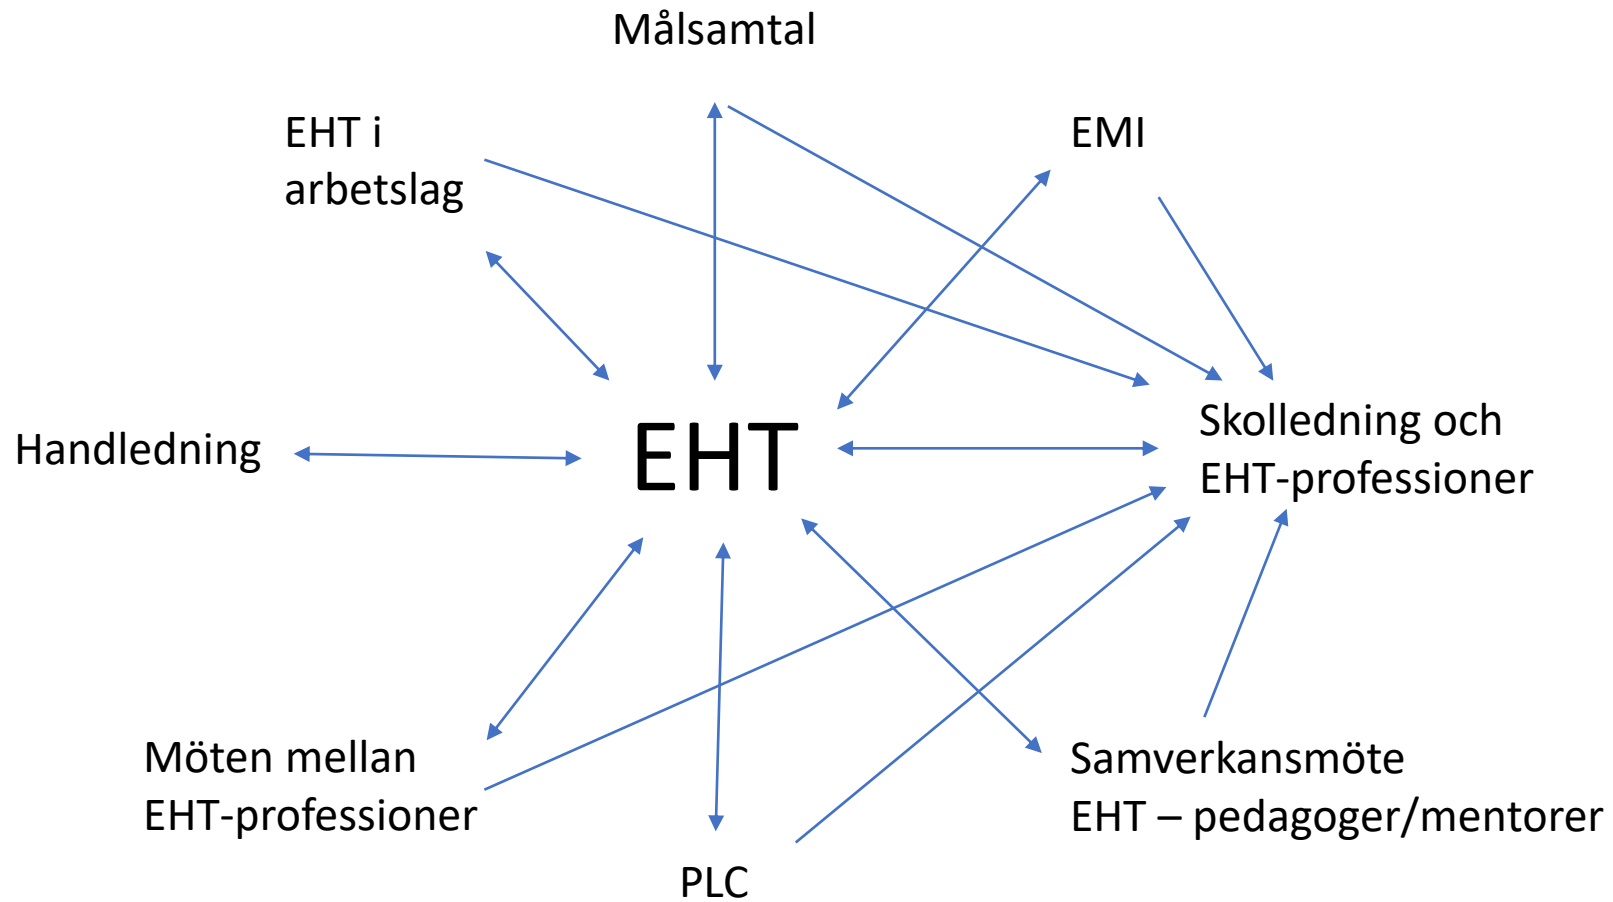 Målsamtal
EHT i
arbetslag
EMI
Handledning
EHT
Skolledning och
EHT-professioner
Möten mellan
EHT-professioner
Samverkansmöte
EHT – pedagoger/mentorer
PLC